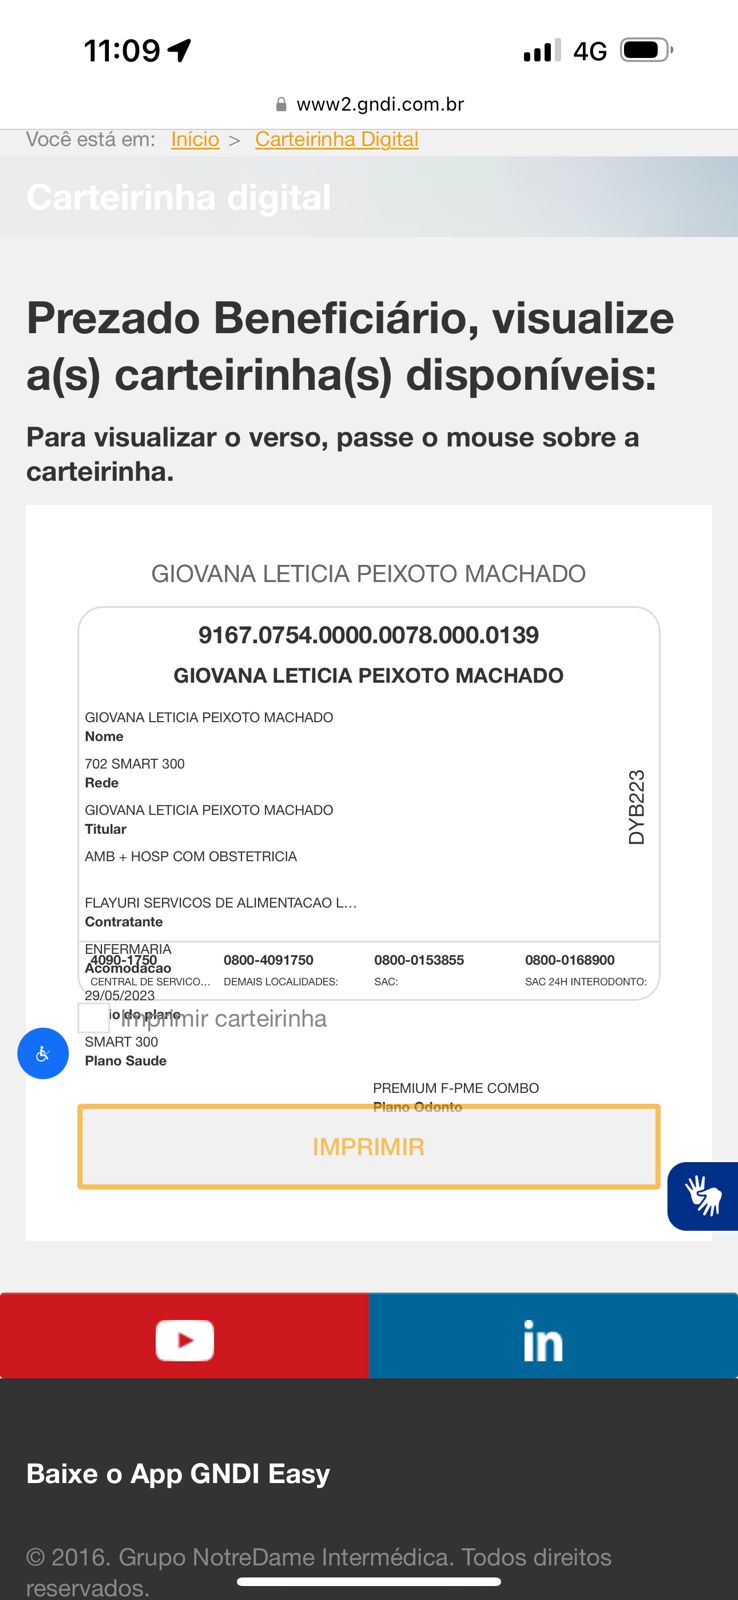 11:09
4G
www2.gndi.com.br
Você está em: Início > Carteirinha Digital
Carteirinha digital
Prezado Beneficiário, visualize
a(s) carteirinha(s) disponíveis:
Para visualizar o verso, passe o mouse sobre a
carteirinha.
GIOVANA LETICIA PEIXOTO MACHADO
9167.0754.0000.0078.000.0139
GIOVANA LETICIA PEIXOTO MACHADO
GIOVANA LETICIA PEIXOTO MACHADO
Nome
702 SMART 300
Rede
GIOVANA LETICIA PEIXOTO MACHADO
Titular
DYB223
AMB + HOSP COM OBSTETRICIA
FLAYURI SERVICOS DE ALIMENTACAO L...
Contratante
ENFERMARIA
Acomodacao
4090-1750 0800-4091750 0800-0153855 0800-0168900
CENTRAL DE SERVICO... DEMAIS LOCALIDADES: SAC: SAC 24H INTERODONTO:
29/05/2023
io do plano
Imprimir carteirinha
SMART 300
Plano Saude
PREMIUM F-PME COMBO
Plano Odonto
IMPRIMIR
in
Baixe o App GNDI Easy
© 2016. Grupo NotreDame Intermédica. Todos direitos
reservados.